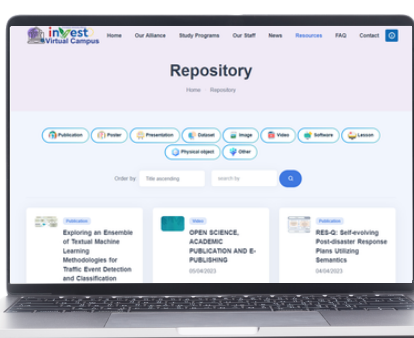 invest
Virtual Campus
Home Our Alliance Study Programs Our Staff News Resources FAQ Contact
Repository
Home Repository
Publication Poster Presentation Dataset Image Video Software Lesson
Physical object Other
Order by: Title ascending search by
Publication
Exploring an Ensemble
of Textual Machine
Learning
Methodologies for
Traffic Event Detection
and Classification
Video
OPEN SCIENCE,
ACADEMIC
PUBLICATION AND E-
PUBLISHING
05/04/2023
Publication
RES-Q: Self-evolving
Post-disaster Response
Plans Utilizing
Semantics
04/04/2023